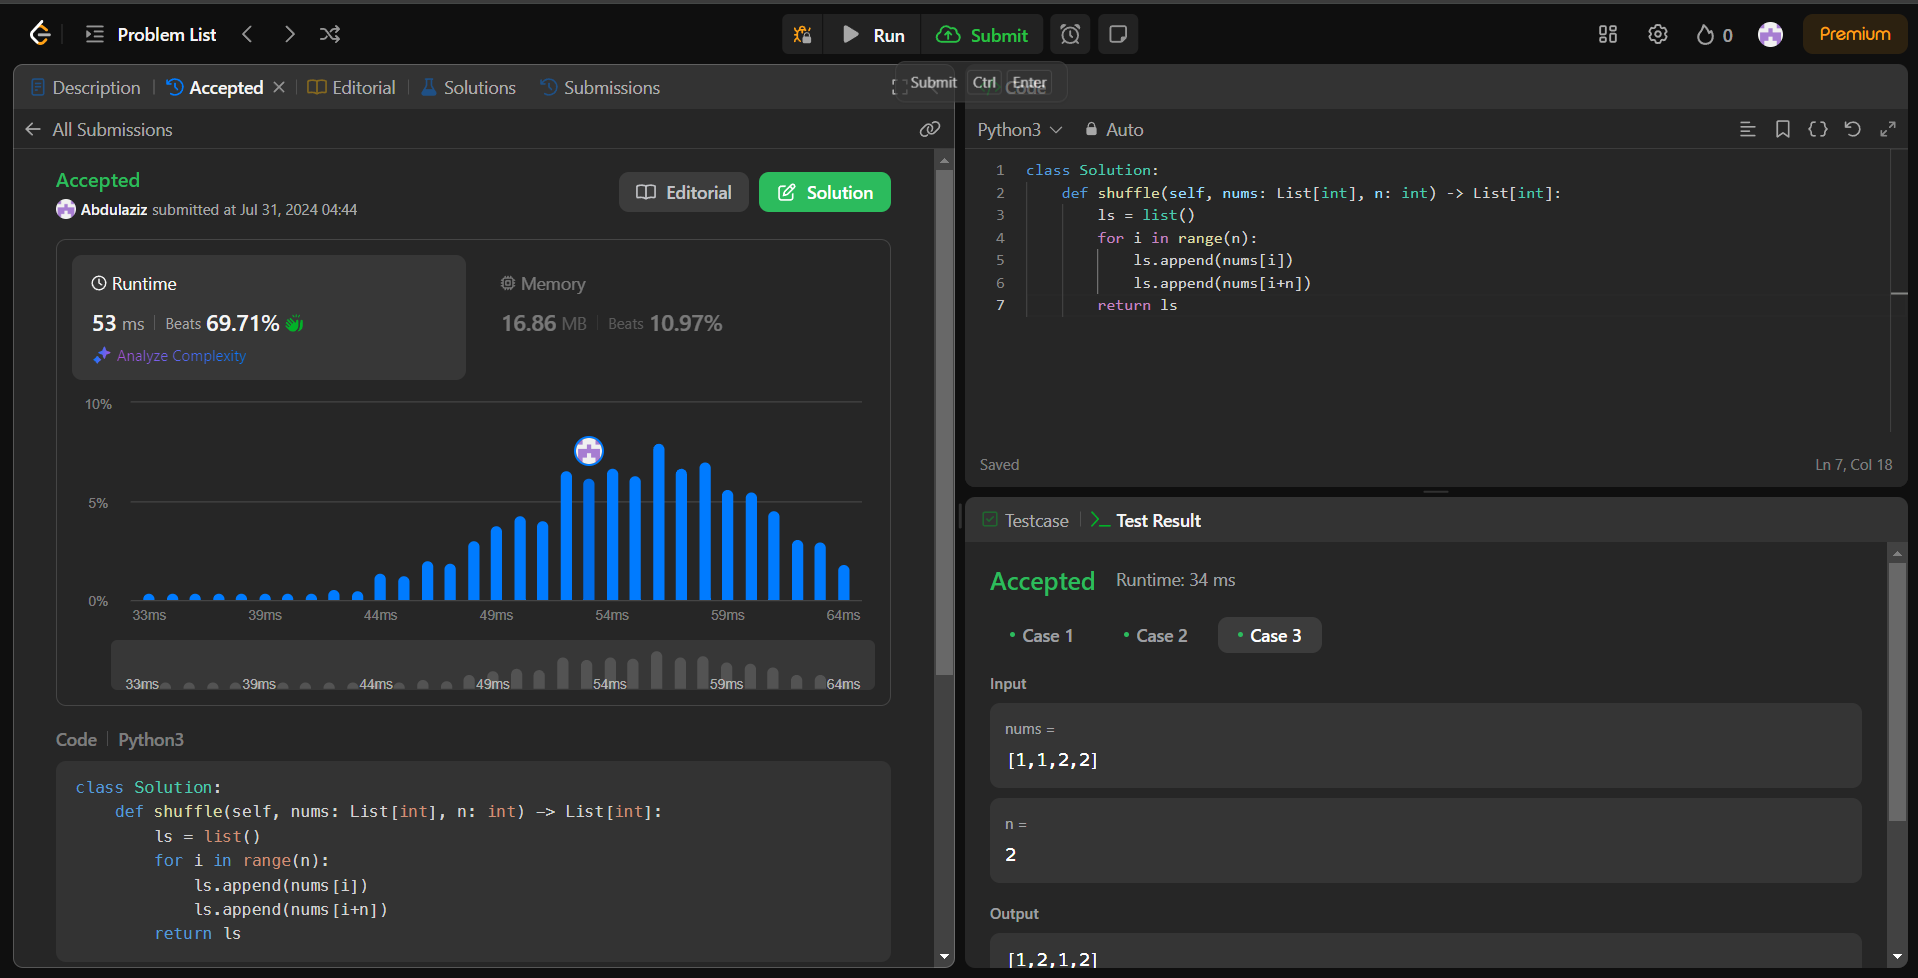 Problem List
Run
Submit
0
Premium
Description
Accepted
Editorial
Solutions
Submissions
Submit Ctrl Enter
Code
All Submissions
Accepted
Abdulaziz submitted at Jul 31, 2024 04:44
Editorial
Solution
Runtime
53 ms
Beats 69.71%
Analyze Complexity
Memory
16.86 MB
Beats 10.97%
10%
5%
0%
33ms 39ms 44ms 49ms 54ms 59ms 64ms
33ms 39ms 44ms 49ms 54ms 59ms 64ms
Code
Python3
class Solution:
    def shuffle(self, nums: List[int], n: int) -> List[int]:
        ls = list()
        for i in range(n):
            ls.append(nums[i])
            ls.append(nums[i+n])
        return ls
Python3
Auto
1 class Solution:
2     def shuffle(self, nums: List[int], n: int) -> List[int]:
3         ls = list()
4         for i in range(n):
5             ls.append(nums[i])
6             ls.append(nums[i+n])
7         return ls
Saved
Ln 7, Col 18
Testcase
Test Result
Accepted
Runtime: 34 ms
Case 1
Case 2
Case 3
Input
nums =
[1,1,2,2]
n =
2
Output
[1,2,1,2]